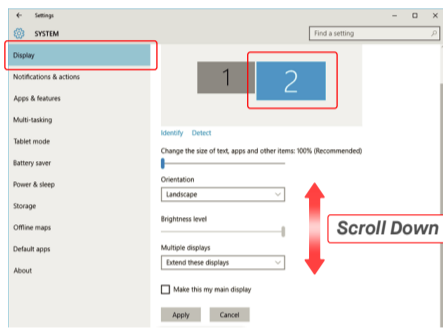 Settings
SYSTEM
Find a setting
Display
Notifications & actions
Apps & features
Multi-tasking
Tablet mode
Battery saver
Power & sleep
Storage
Offline maps
Default apps
About
1
2
Identify Detect
Change the size of text, apps and other items: 100% (Recommended)
Orientation
Landscape
Brightness level
Multiple displays
Extend these displays
Make this my main display
Apply Cancel
Scroll Down